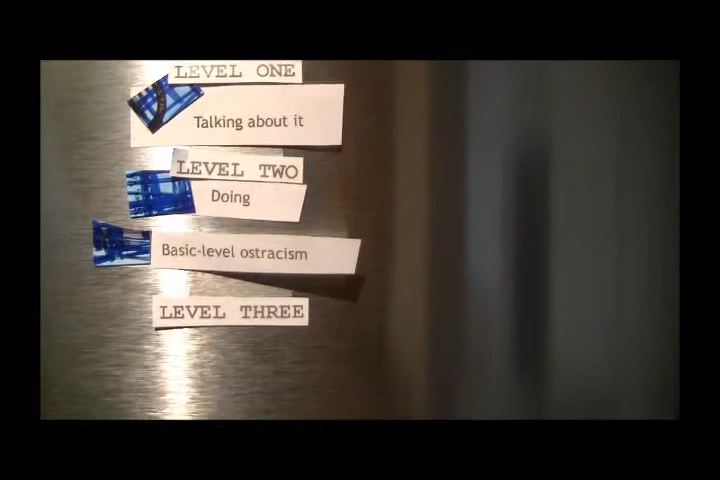 LEVEL ONE
Talking about it
LEVEL TWO
Doing
Basic-level ostracism
LEVEL THREE